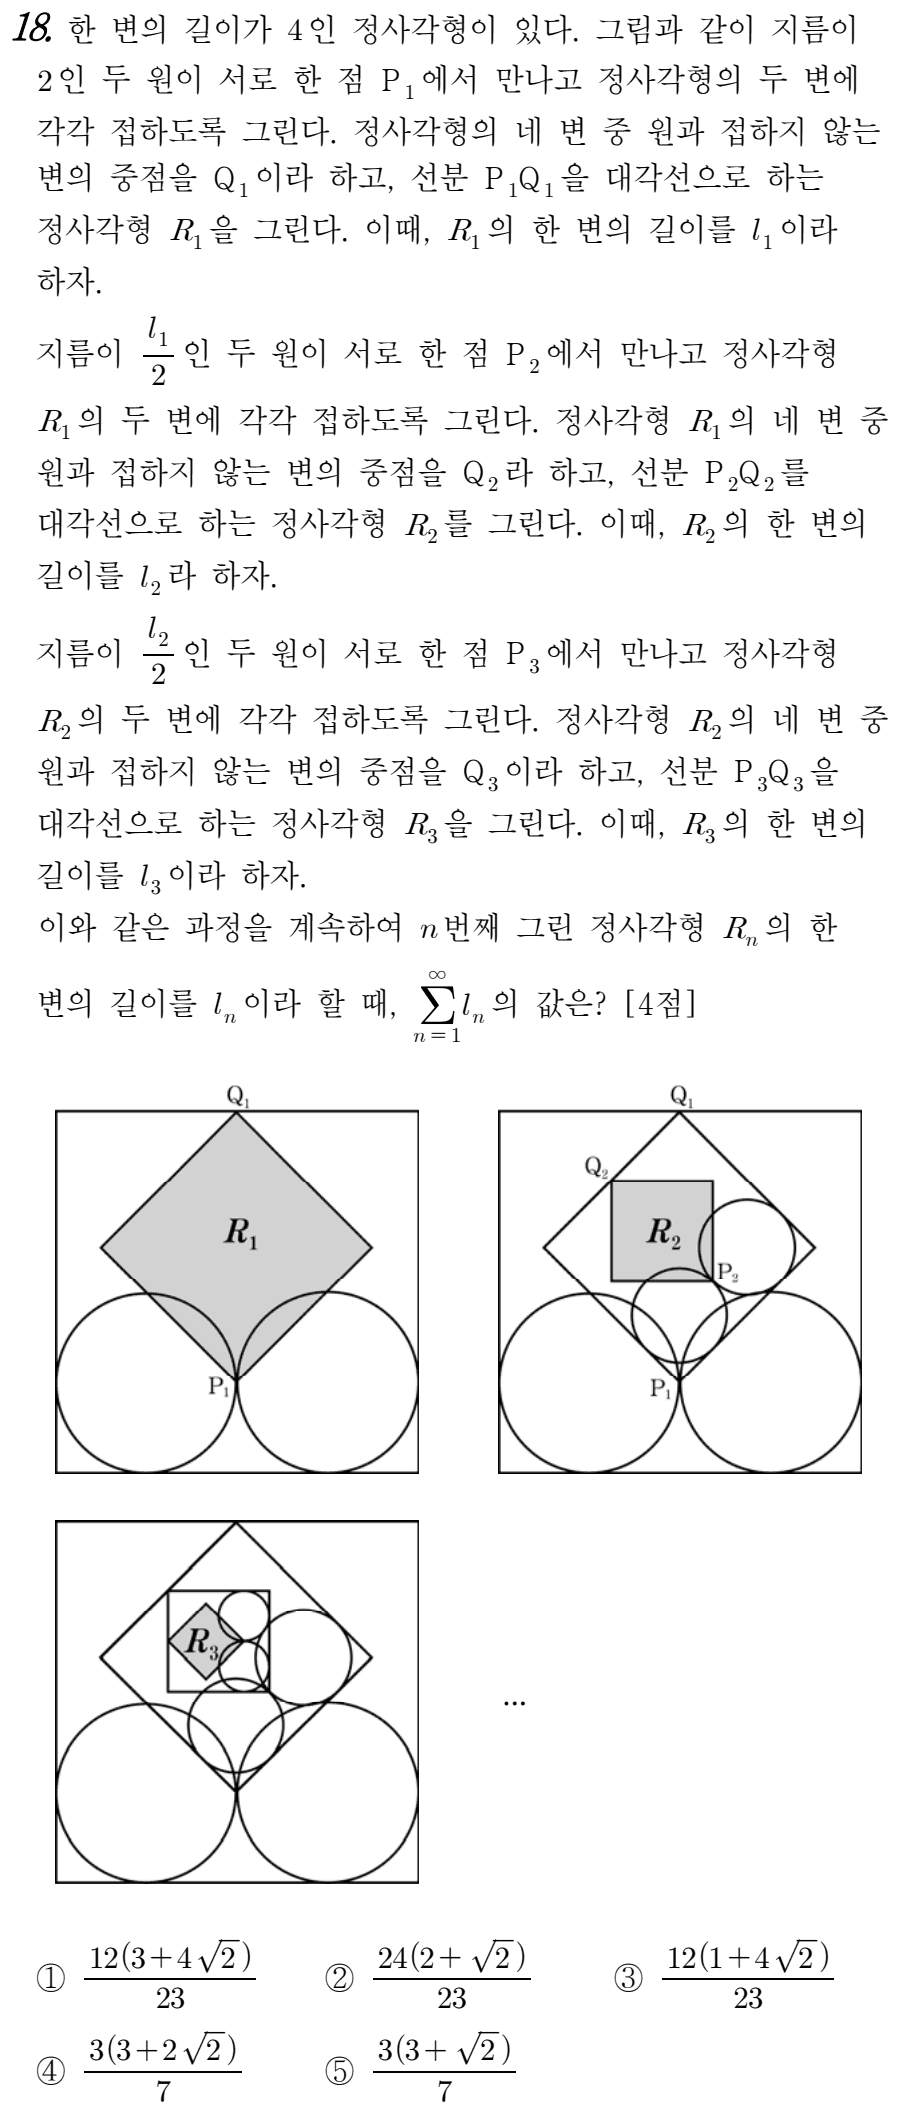 18. 한 변의 길이가 4인 정사각형이 있다. 그림과 같이 지름이
2인 두 원이 서로 한 점 P₁에서 만나고 정사각형의 두 변에
각각 접하도록 그린다. 정사각형의 네 변 중 원과 접하지 않는
변의 중점을 Q₁이라 하고, 선분 P₁Q₁을 대각선으로 하는
정사각형 R₁을 그린다. 이때, R₁의 한 변의 길이를 l₁이라
하자.
지름이 l₁/2인 두 원이 서로 한 점 P₂에서 만나고 정사각형
R₁의 두 변에 각각 접하도록 그린다. 정사각형 R₁의 네 변 중
원과 접하지 않는 변의 중점을 Q₂라 하고, 선분 P₂Q₂를
대각선으로 하는 정사각형 R₂를 그린다. 이때, R₂의 한 변의
길이를 l₂라 하자.
지름이 l₂/2인 두 원이 서로 한 점 P₃에서 만나고 정사각형
R₂의 두 변에 각각 접하도록 그린다. 정사각형 R₂의 네 변 중
원과 접하지 않는 변의 중점을 Q₃이라 하고, 선분 P₃Q₃을
대각선으로 하는 정사각형 R₃을 그린다. 이때, R₃의 한 변의
길이를 l₃이라 하자.
이와 같은 과정을 계속하여 n번째 그린 정사각형 Rₙ의 한
변의 길이를 lₙ이라 할 때, ∑(n=1→∞) lₙ의 값은? [4점]
Q₁ Q₁
Q₂
R₁ R₂
P₂
P₁ P₁
R₃ ...
① 12(3+4√2)/23 ② 24(2+√2)/23 ③ 12(1+4√2)/23
④ 3(3+2√2)/7 ⑤ 3(3+√2)/7